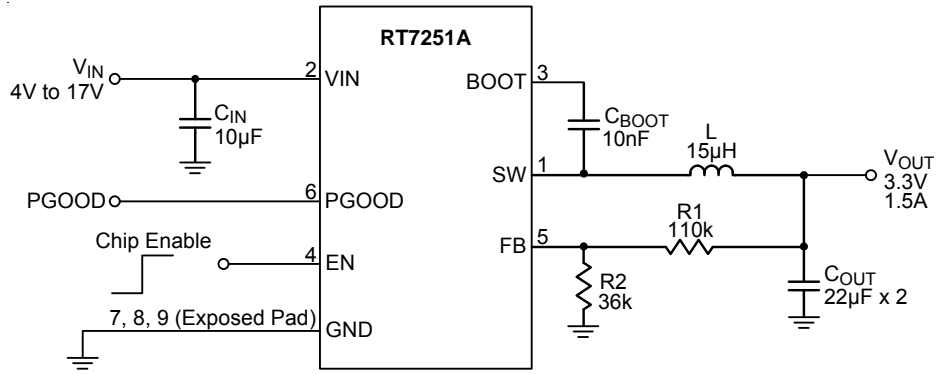 RT7251A
V_IN
4V to 17V
2
VIN
C_IN
10µF
BOOT
3
C_BOOT
10nF
L
15µH
SW
1
V_OUT
3.3V
1.5A
PGOOD
6
PGOOD
Chip Enable
4
EN
FB
5
R1
110k
R2
36k
C_OUT
22µF x 2
7, 8, 9 (Exposed Pad)
GND